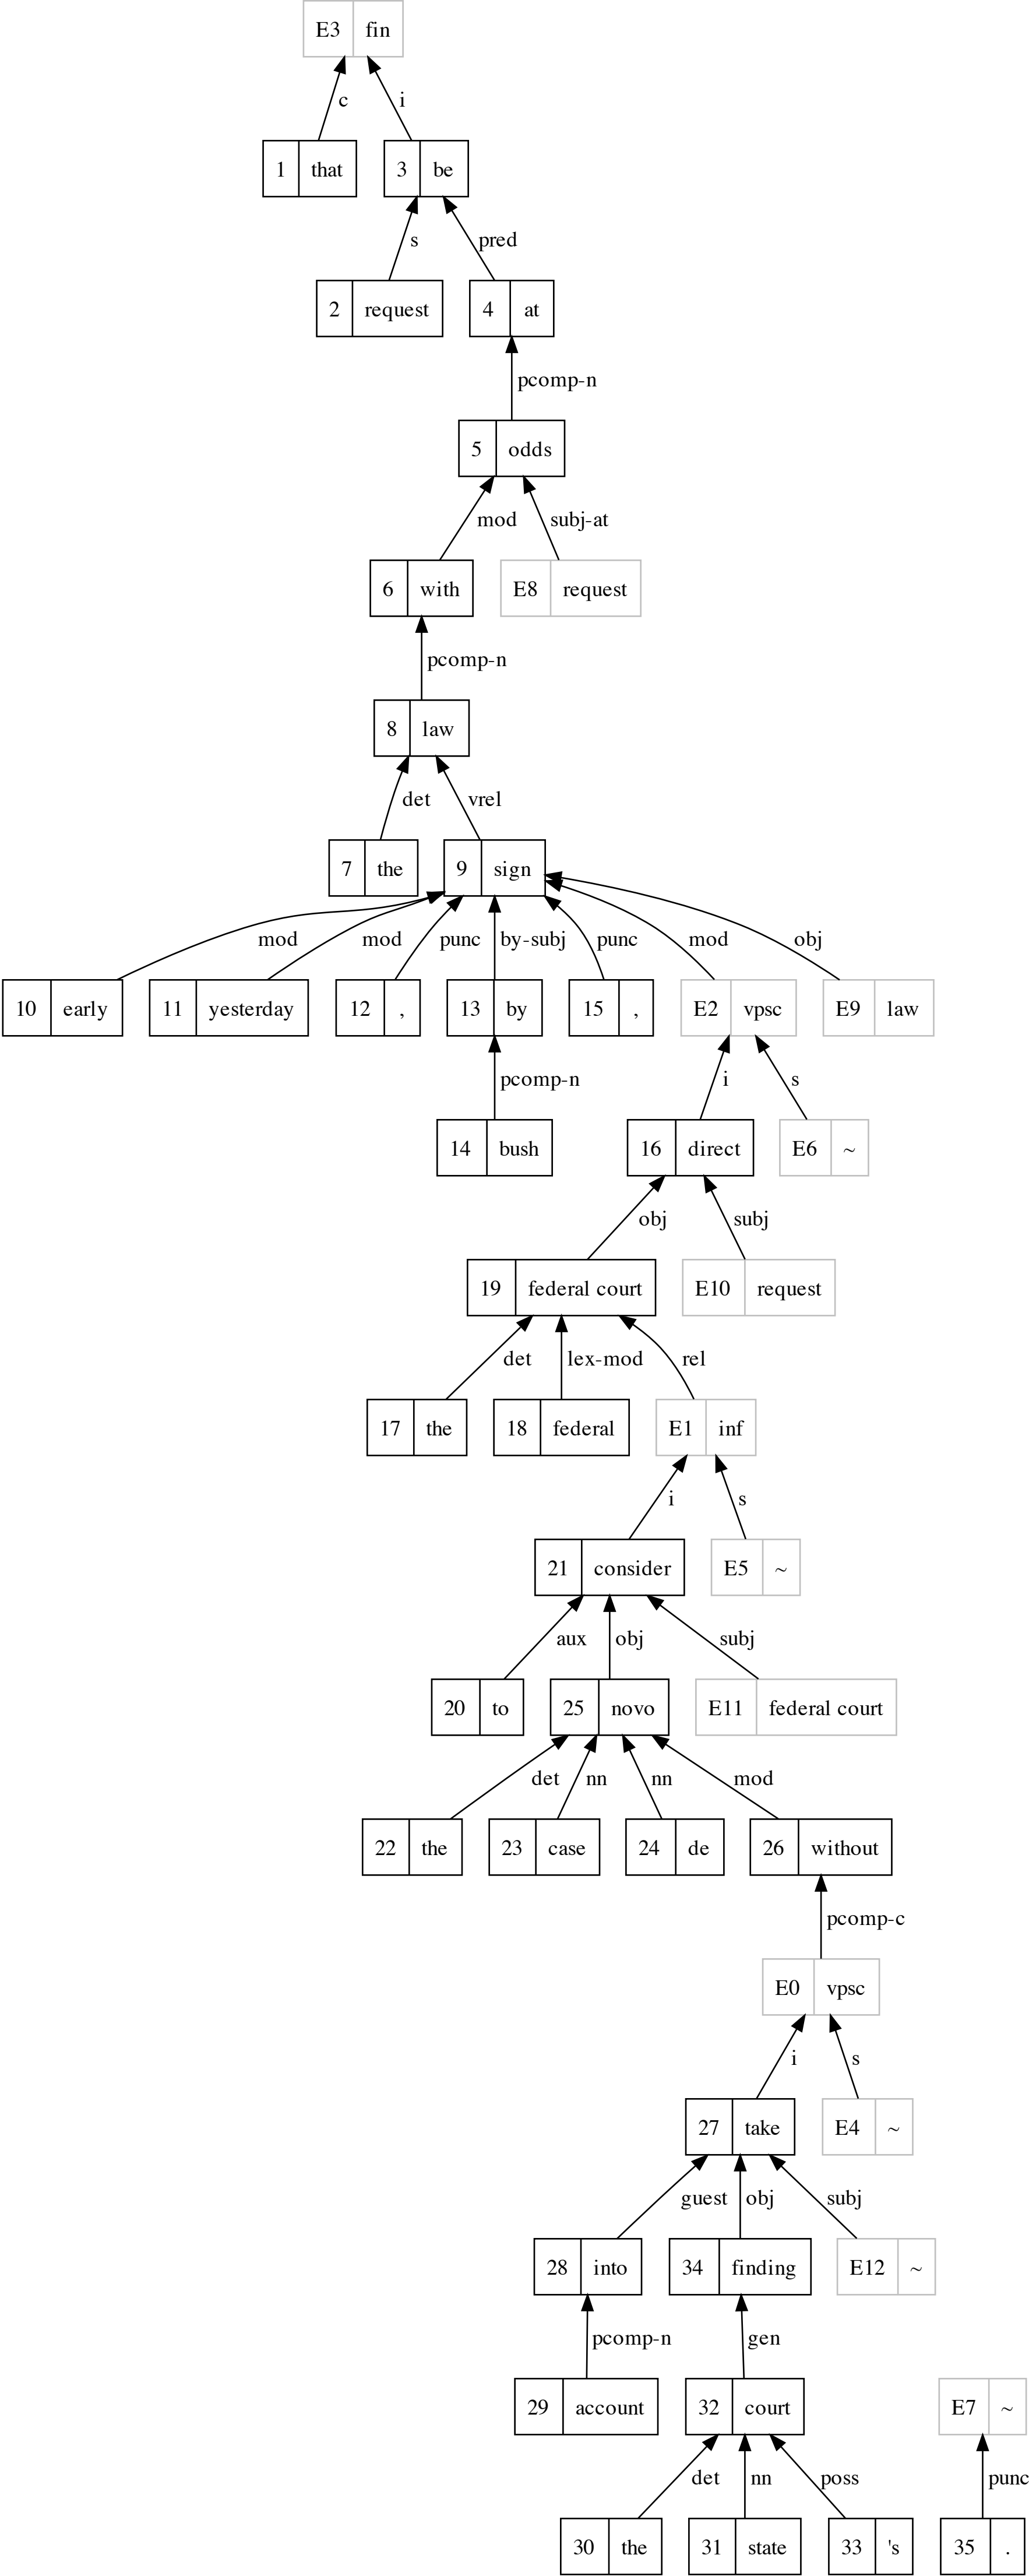 E3 fin
c i
1 that 3 be
s pred
2 request 4 at
pcomp-n
5 odds
mod subj-at
6 with E8 request
pcomp-n
8 law
det vrel
7 the 9 sign
mod mod punc by-subj punc mod obj
10 early 11 yesterday 12 , 13 by 15 , E2 vpsc E9 law
pcomp-n i s
14 bush 16 direct E6 ~
obj subj
19 federal court E10 request
det lex-mod rel
17 the 18 federal E1 inf
i s
21 consider E5 ~
aux obj subj
20 to 25 novo E11 federal court
det nn nn mod
22 the 23 case 24 de 26 without
pcomp-c
E0 vpsc
i s
27 take E4 ~
guest obj subj
28 into 34 finding E12 ~
pcomp-n gen
29 account 32 court E7 ~
det nn poss punc
30 the 31 state 33 's 35 .